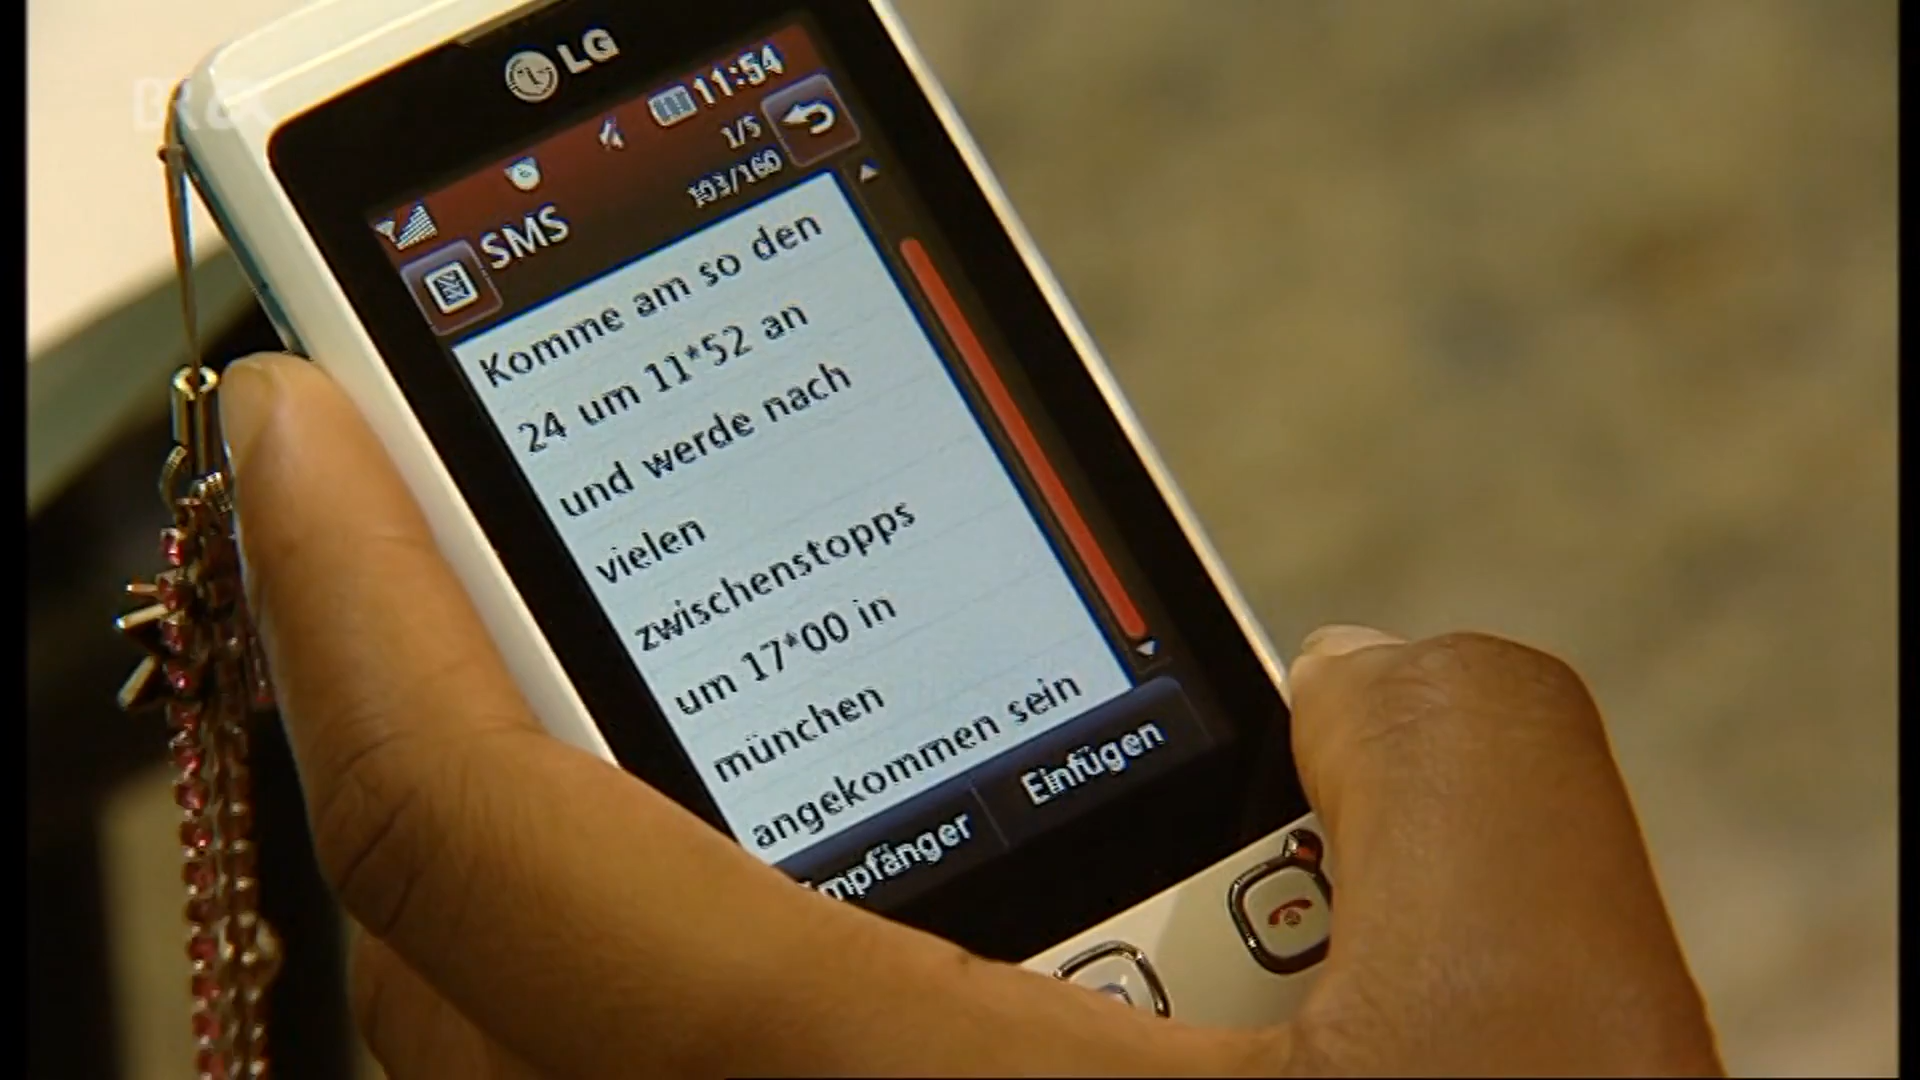 LG
11:54
1/5
SMS
103/160
Komme am so den
24 um 11*52 an
und werde nach
vielen
zwischenstopps
um 17*00 in
münchen
angekommen sein
Einfügen